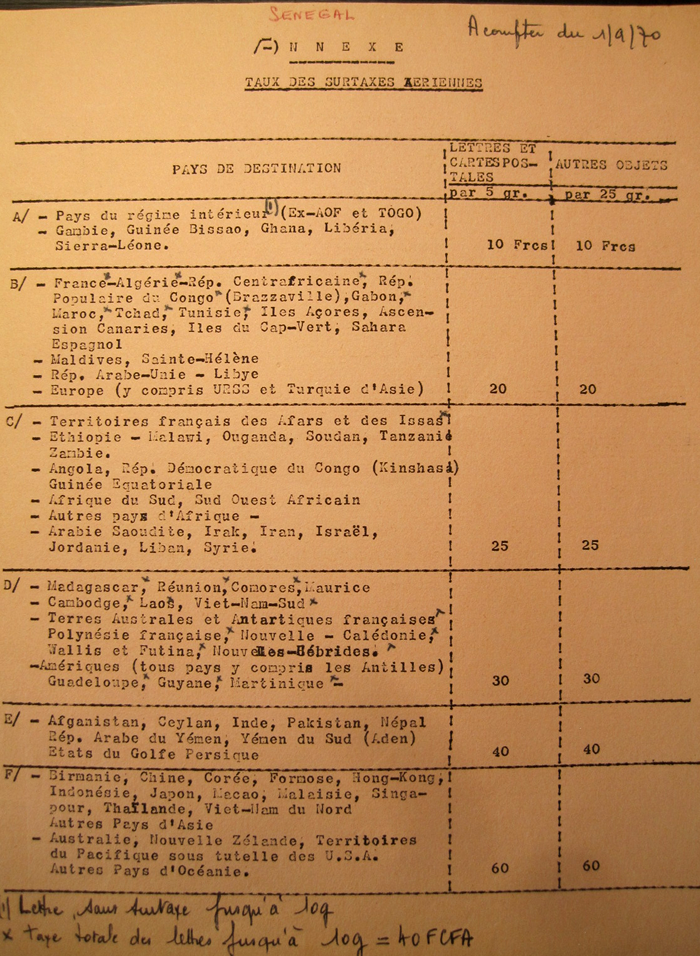 SENEGAL
A compter du 1/9/70
A N N E X E
TAUX DES SURTAXES AERIENNES
PAYS DE DESTINATION
LETTRES ET
CARTES POS-
TALES
AUTRES OBJETS
par 5 gr.
par 25 gr.
A/ - Pays du régime intérieur (1) (Ex-AOF et TOGO)
- Gambie, Guinée Bissao, Ghana, Libéria,
Sierra-Léone.
10 Frcs
10 Frcs
B/ - France*-Algérie*-Rép. Centrafricaine*, Rép.
Populaire du Congo* (Brazzaville), Gabon,*
Maroc,* Tchad,* Tunisie,* Iles Açores, Ascen-
sion Canaries, Iles du Cap-Vert, Sahara
Espagnol
- Maldives, Sainte-Hélène
- Rép. Arabe-Unie - Libye
- Europe (y compris URSS et Turquie d'Asie)
20
20
C/ - Territoires français des Afars et des Issas*
- Ethiopie - Malawi, Ouganda, Soudan, Tanzanie
Zambie.
- Angola, Rép. Démocratique du Congo (Kinshasa)
Guinée Equatoriale
- Afrique du Sud, Sud Ouest Africain
- Autres pays d'Afrique -
- Arabie Saoudite, Irak, Iran, Israël,
Jordanie, Liban, Syrie.
25
25
D/ - Madagascar,* Réunion,* Comores,* Maurice
- Cambodge,* Laos*, Viet-Nam-Sud *
- Terres Australes et Antartiques françaises*
Polynésie française,* Nouvelle - Calédonie,*
Wallis et Futina,* Nouvelles-Hébrides. *
-Amériques (tous pays y compris les Antilles)
Guadeloupe,* Guyane,* Martinique *-
30
30
E/ - Afganistan, Ceylan, Inde, Pakistan, Népal
Rép. Arabe du Yémen, Yémen du Sud (Aden)
Etats du Golfe Persique
40
40
F/ - Birmanie, Chine, Corée, Formose, Hong-Kong,
Indonésie, Japon, Macao, Malaisie, Singa-
pour, Thaïlande, Viet-Nam du Nord
Autres Pays d'Asie
- Australie, Nouvelle Zélande, Territoires
du Pacifique sous tutelle des U.S.A.
Autres Pays d'Océanie.
60
60
(1) Lettre, sans surtaxe jusqu'à 10g
x Taxe totale des lettres jusqu'à 10g = 40FCFA